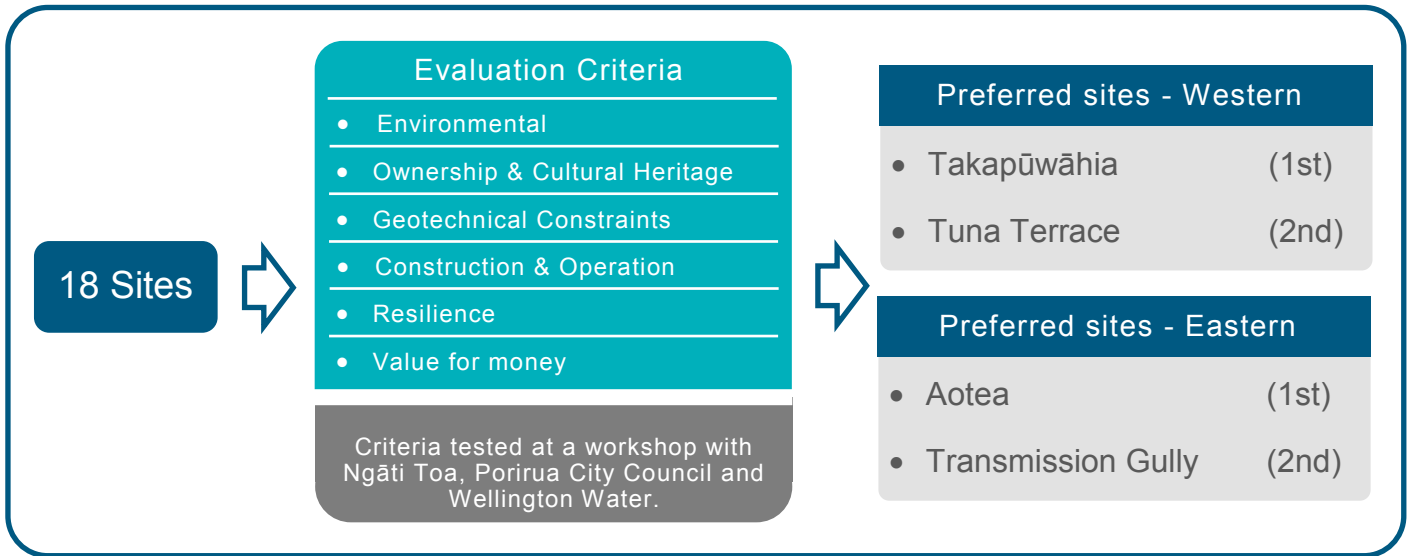 18 Sites
Evaluation Criteria
• Environmental
• Ownership & Cultural Heritage
• Geotechnical Constraints
• Construction & Operation
• Resilience
• Value for money
Criteria tested at a workshop with
Ngāti Toa, Porirua City Council and
Wellington Water.
Preferred sites - Western
• Takapūwāhia (1st)
• Tuna Terrace (2nd)
Preferred sites - Eastern
• Aotea (1st)
• Transmission Gully (2nd)